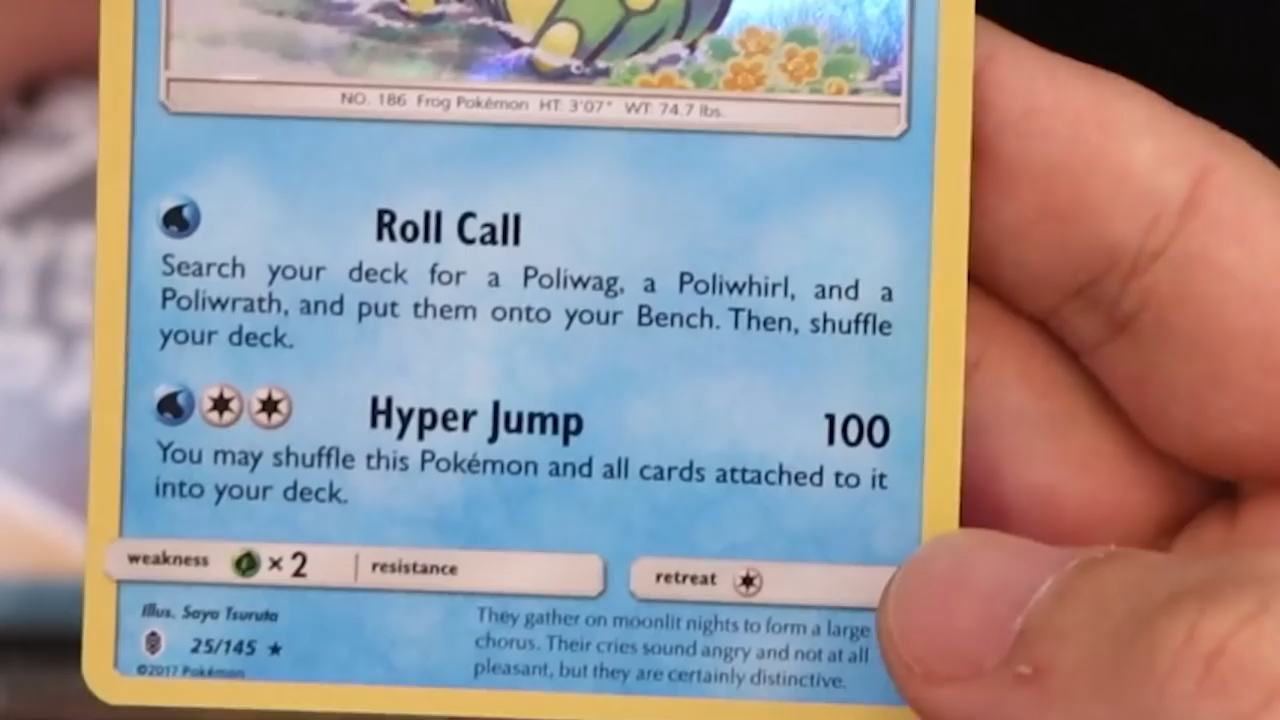 NO. 186 Frog Pokémon HT: 3'07" WT: 74.7 lbs.
Roll Call
Search your deck for a Poliwag, a Poliwhirl, and a
Poliwrath, and put them onto your Bench. Then, shuffle
your deck.
Hyper Jump 100
You may shuffle this Pokémon and all cards attached to it
into your deck.
weakness ×2 resistance retreat
Illus. Saya Tsuruta
25/145 ★
©2017 Pokémon
They gather on moonlit nights to form a large
chorus. Their cries sound angry and not at all
pleasant, but they are certainly distinctive.